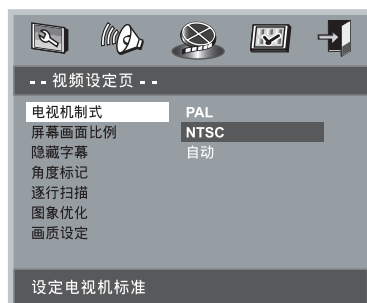 - - 视频设定页 - -
电视机制式 PAL
屏幕画面比例 NTSC
隐藏字幕 自动
角度标记
逐行扫描
图象优化
画质设定
设定电视机标准